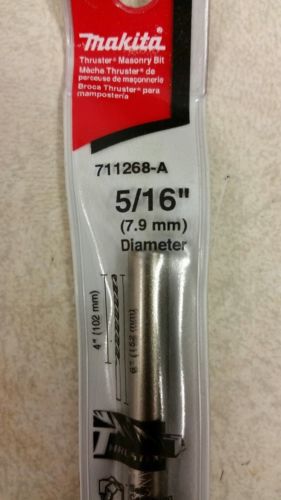 makita
Thruster® Masonry Bit
Mèche Thruster® de
perceuse de maçonnerie
Broca Thruster® para
mampostería
711268-A
5/16"
(7.9 mm)
Diameter
4" (102 mm)
6" (152 mm)
THRUSTER